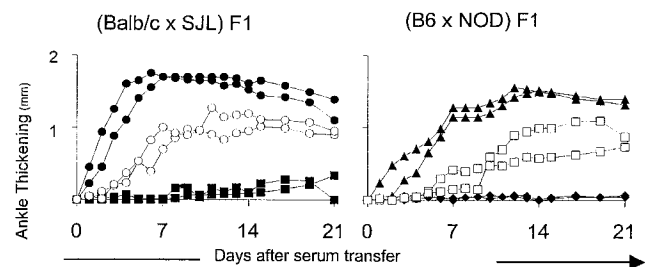 (Balb/c x SJL) F1
(B6 x NOD) F1
Ankle Thickening (mm)
2
1
0
7
14
21
0
7
14
21
Days after serum transfer